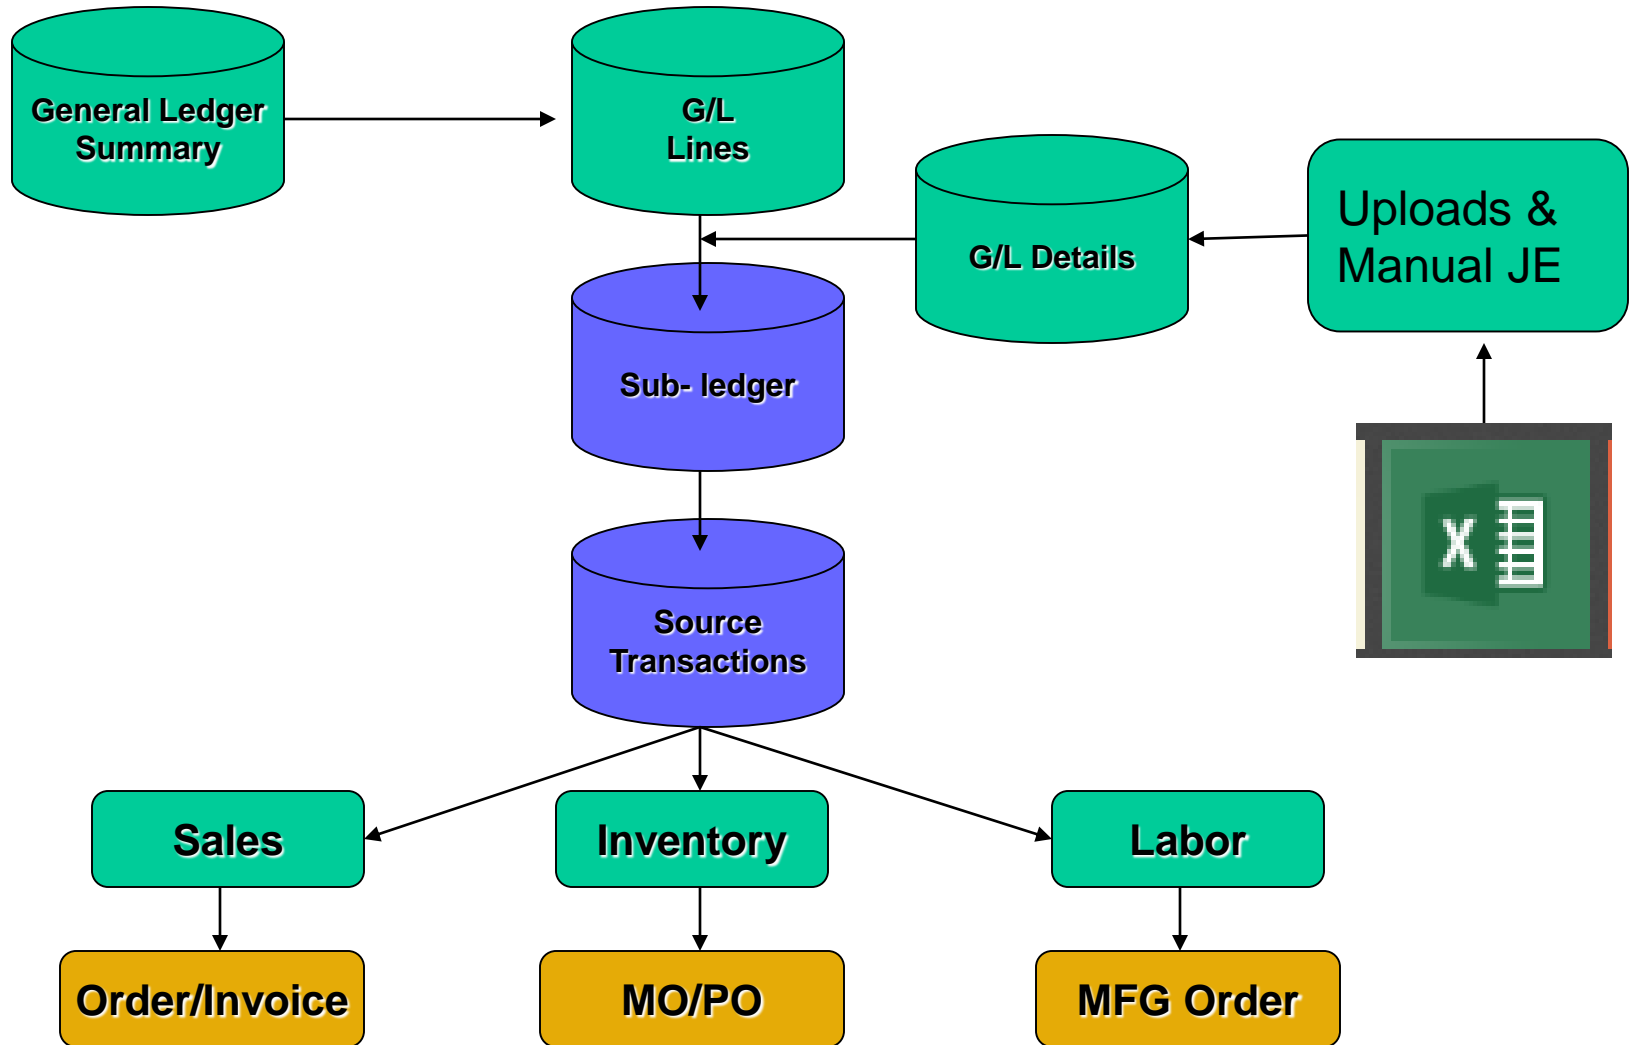 General Ledger
Summary
G/L
Lines
G/L Details
Uploads &
Manual JE
Sub- ledger
X
Source
Transactions
Sales
Inventory
Labor
Order/Invoice
MO/PO
MFG Order